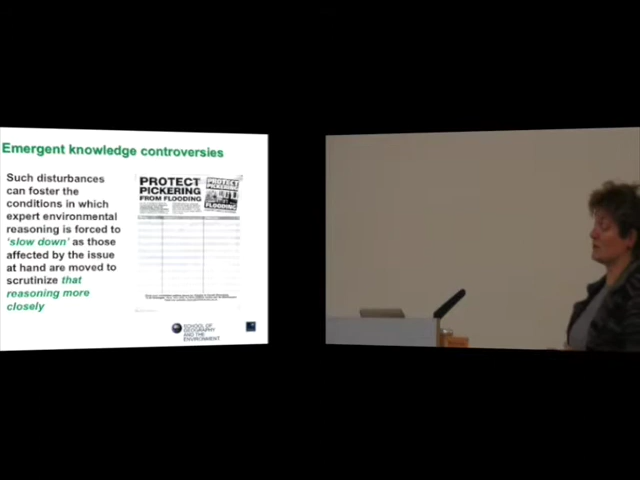 Emergent knowledge controversies
Such disturbances
can foster the
conditions in which
expert environmental
reasoning is forced to
'slow down' as those
affected by the issue
at hand are moved to
scrutinize that
reasoning more
closely
PROTECT
PICKERING
FROM FLOODING
PROTECT
PICKERING
FLOODING
SCHOOL OF
GEOGRAPHY
AND THE
ENVIRONMENT